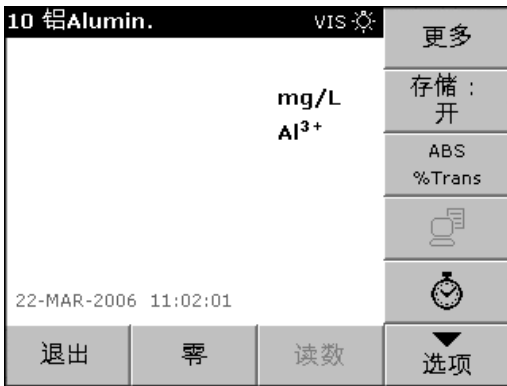 10 铝Alumin. VIS
更多
存储：
开
mg/L
Al³⁺
ABS
%Trans
22-MAR-2006 11:02:01
退出
零
读数
选项